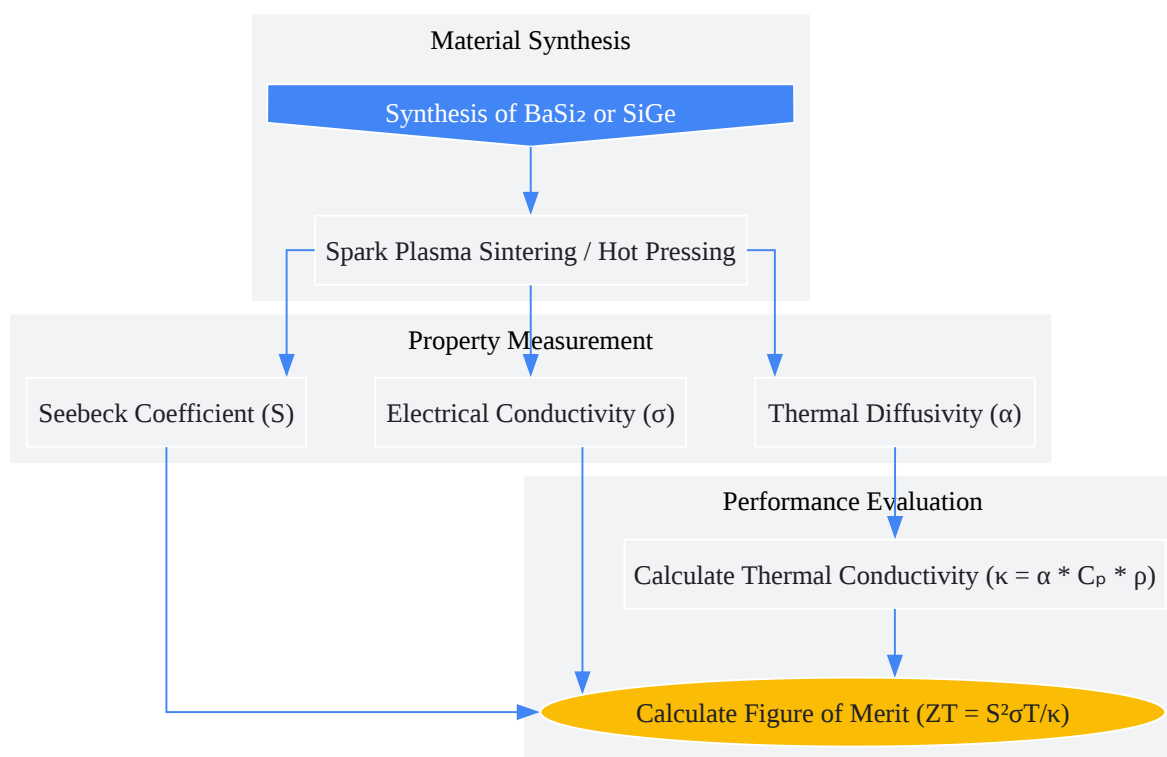 Material Synthesis
Synthesis of BaSi₂ or SiGe
Spark Plasma Sintering / Hot Pressing
Property Measurement
Seebeck Coefficient (S)
Electrical Conductivity (σ)
Thermal Diffusivity (α)
Performance Evaluation
Calculate Thermal Conductivity (κ = α * Cₚ * ρ)
Calculate Figure of Merit (ZT = S²σT/κ)